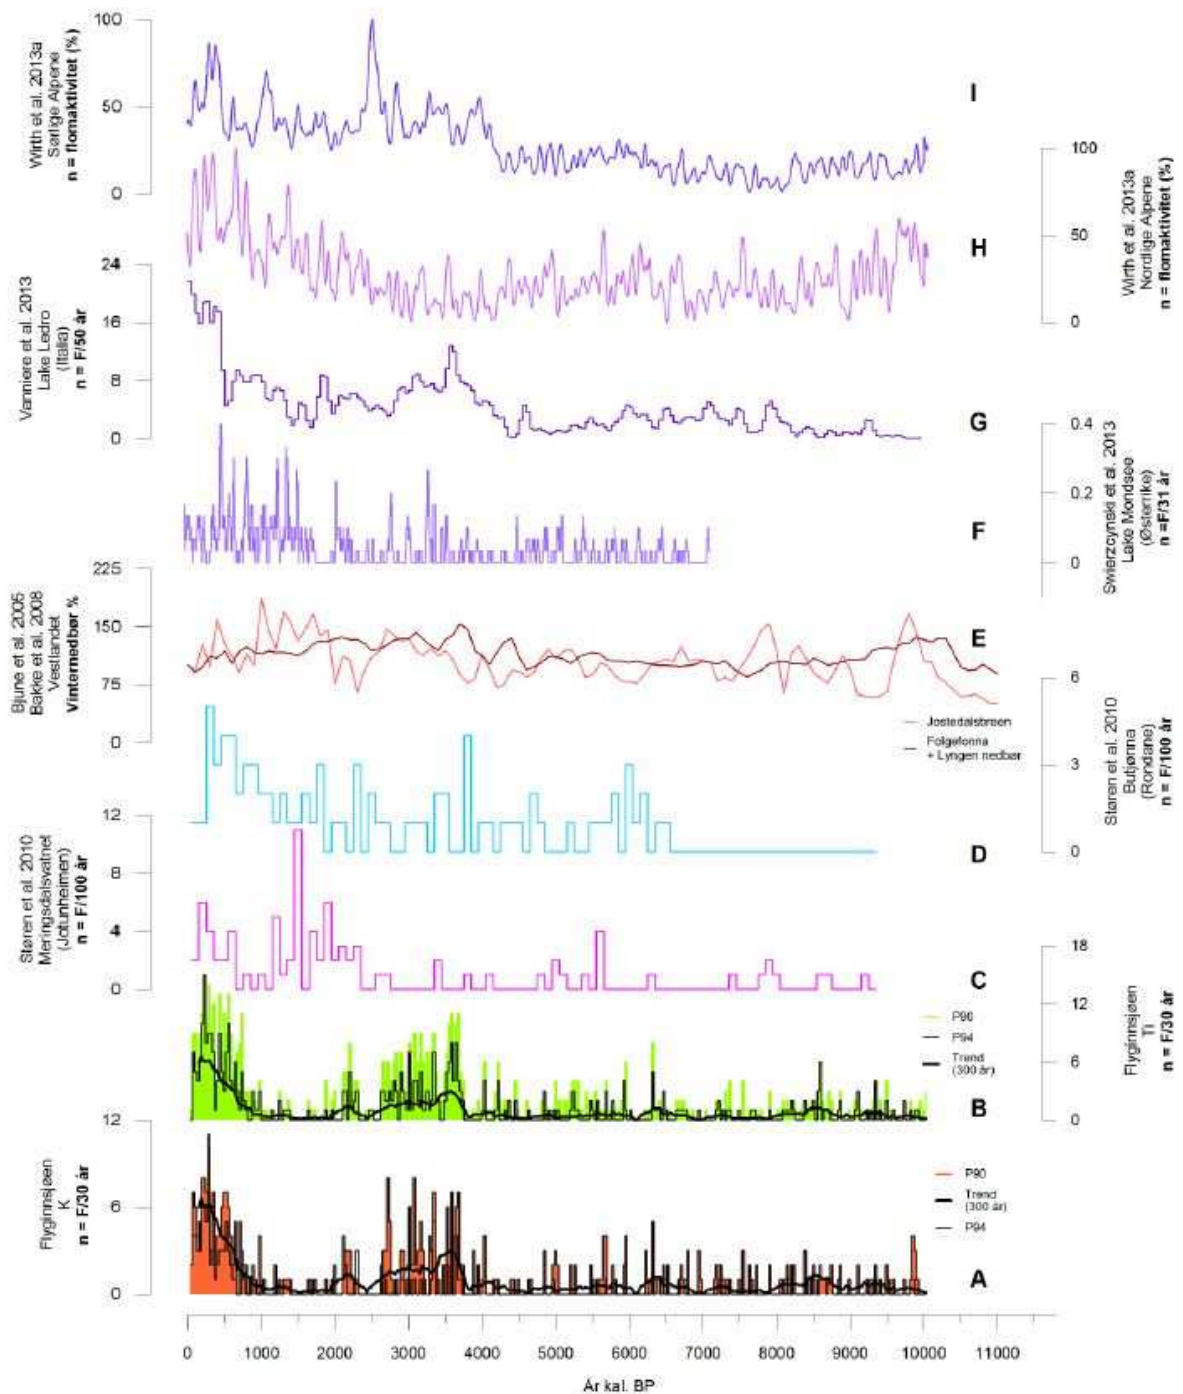 Wirth et al. 2013a
Sørlige Alpene
n = flomaktivitet (%)
100
50
0
I
Wirth et al. 2013a
Nordlige Alpene
n = flomaktivitet (%)
100
50
0
H
Vanniere et al. 2013
Lake Ledro
(Italia)
n = F/50 år
24
16
8
0
G
Swierzcynski et al. 2013
Lake Mondsee
(Østerrike)
n =F/31 år
0.4
0.2
0
F
Bjune et al. 2005
Bakke et al. 2008
Vestlandet
Vinternedbør %
225
150
75
0
E
Jostedalsbreen
Folgefonna
+ Lyngen nedbør
Støren et al. 2010
Butjønna
(Rondane)
n = F/100 år
6
3
0
D
Støren et al. 2010
Meringsdalsvatnet
(Jotunheimen)
n = F/100 år
12
8
4
0
C
Flyginnsjøen
Ti
n = F/30 år
18
12
6
0
P90
P94
Trend
(300 år)
B
Flyginnsjøen
K
n = F/30 år
12
6
0
P90
Trend
(300 år)
P94
A
0 1000 2000 3000 4000 5000 6000 7000 8000 9000 10000 11000
År kal. BP